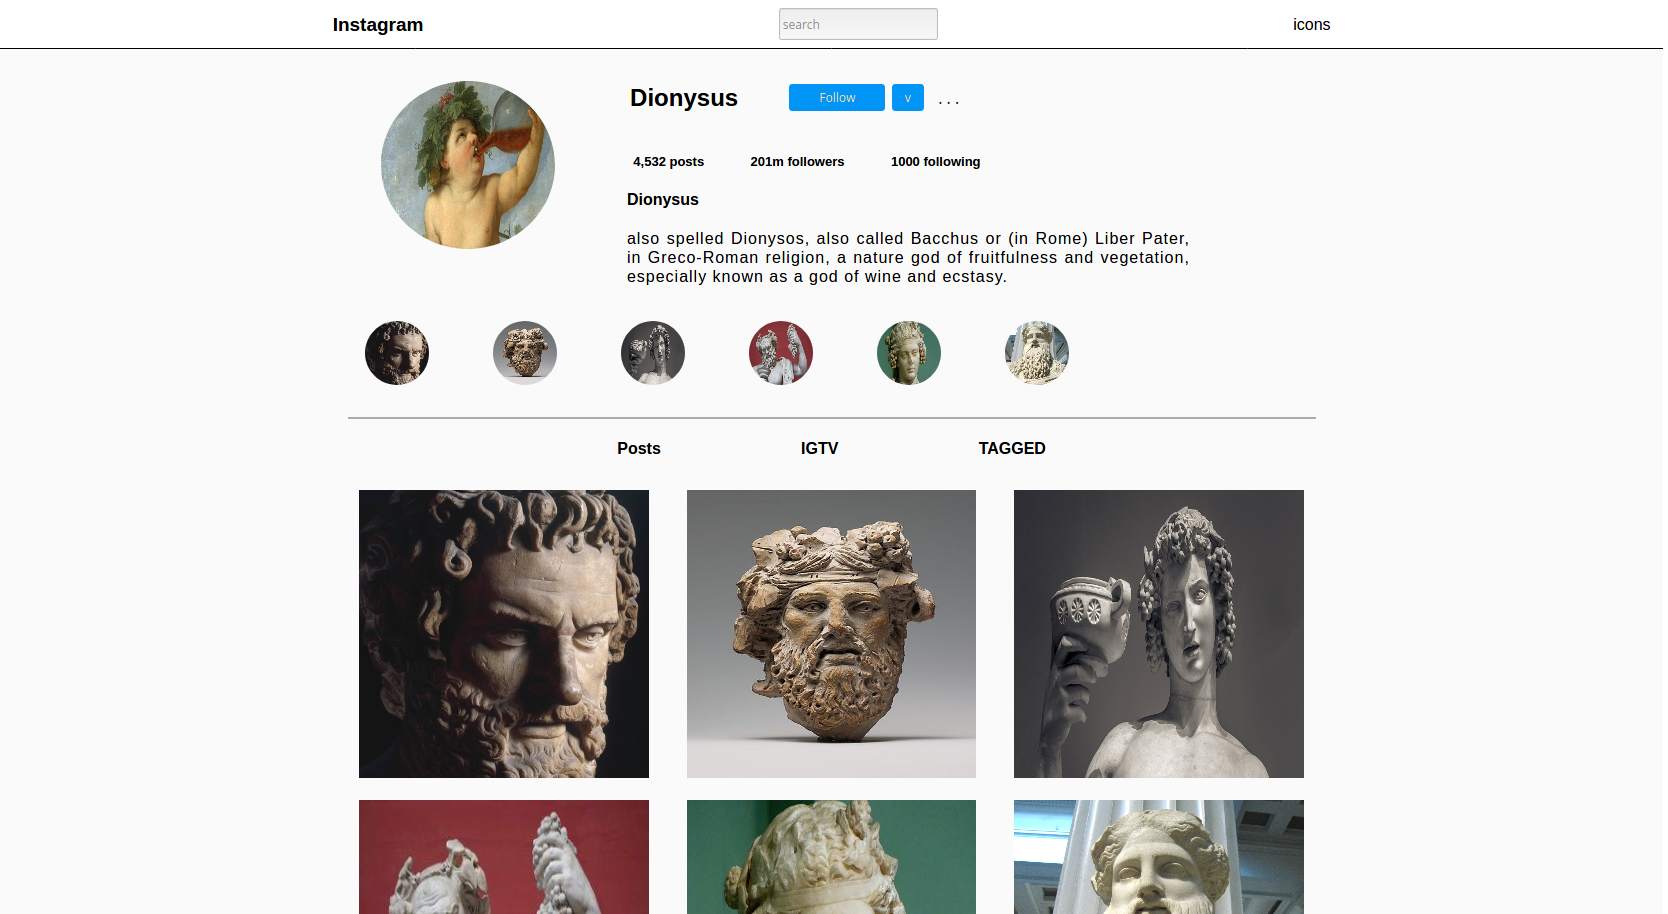 Instagram
search
icons
Dionysus
Follow
v
...
4,532 posts
201m followers
1000 following
Dionysus
also spelled Dionysos, also called Bacchus or (in Rome) Liber Pater,
in Greco-Roman religion, a nature god of fruitfulness and vegetation,
especially known as a god of wine and ecstasy.
Posts
IGTV
TAGGED